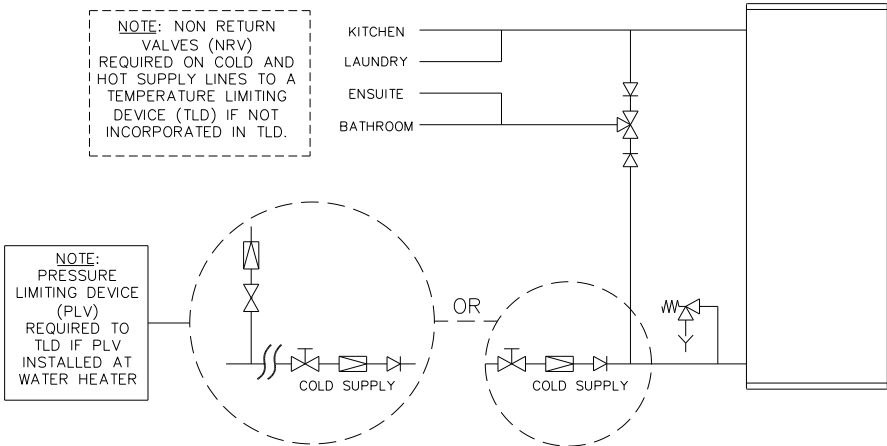 NOTE: NON RETURN
VALVES (NRV)
REQUIRED ON COLD AND
HOT SUPPLY LINES TO A
TEMPERATURE LIMITING
DEVICE (TLD) IF NOT
INCORPORATED IN TLD.
KITCHEN
LAUNDRY
ENSUITE
BATHROOM
NOTE:
PRESSURE
LIMITING DEVICE
(PLV)
REQUIRED TO
TLD IF PLV
INSTALLED AT
WATER HEATER
OR
COLD SUPPLY
COLD SUPPLY